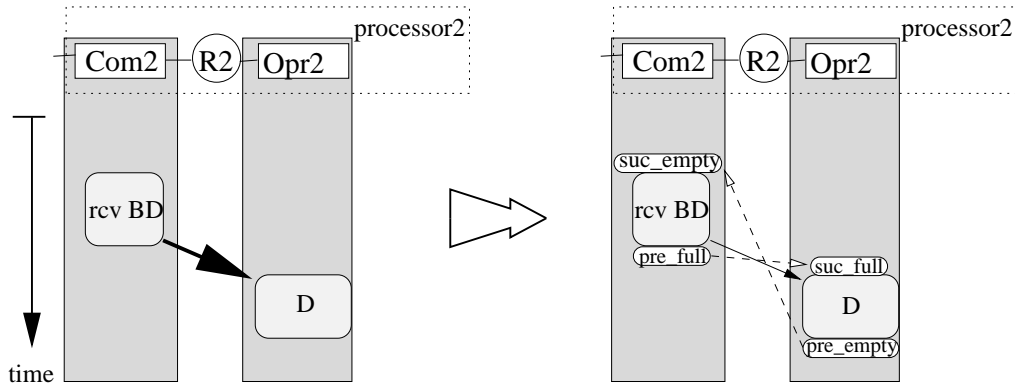 processor2
Com2
R2
Opr2
rcv BD
D
time
processor2
Com2
R2
Opr2
suc_empty
rcv BD
pre_full
suc_full
D
pre_empty